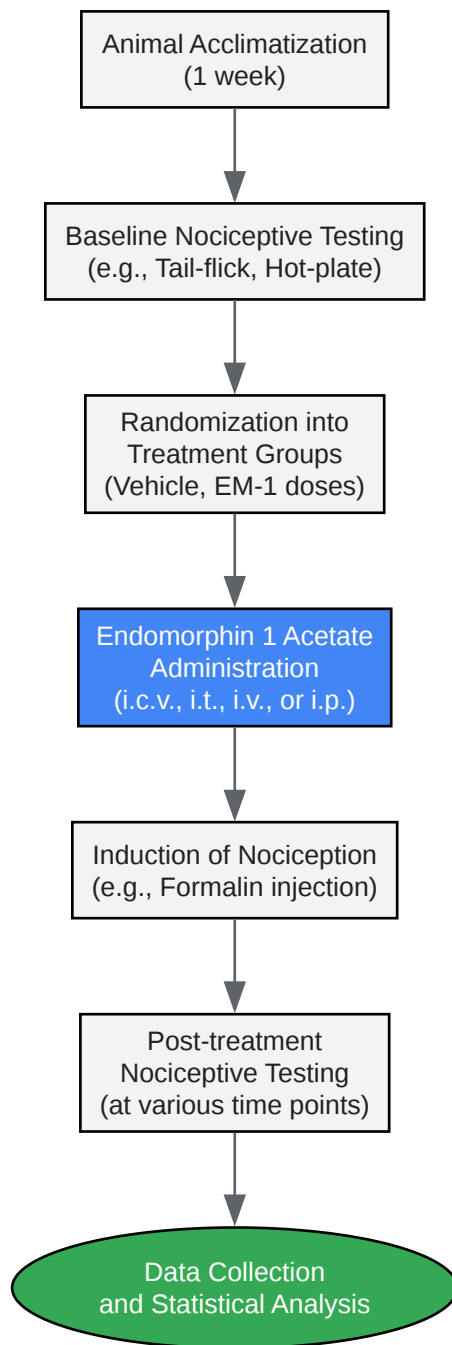 Animal Acclimatization
(1 week)
Baseline Nociceptive Testing
(e.g., Tail-flick, Hot-plate)
Randomization into
Treatment Groups
(Vehicle, EM-1 doses)
Endomorphin 1 Acetate
Administration
(i.c.v., i.t., i.v., or i.p.)
Induction of Nociception
(e.g., Formalin injection)
Post-treatment
Nociceptive Testing
(at various time points)
Data Collection
and Statistical Analysis